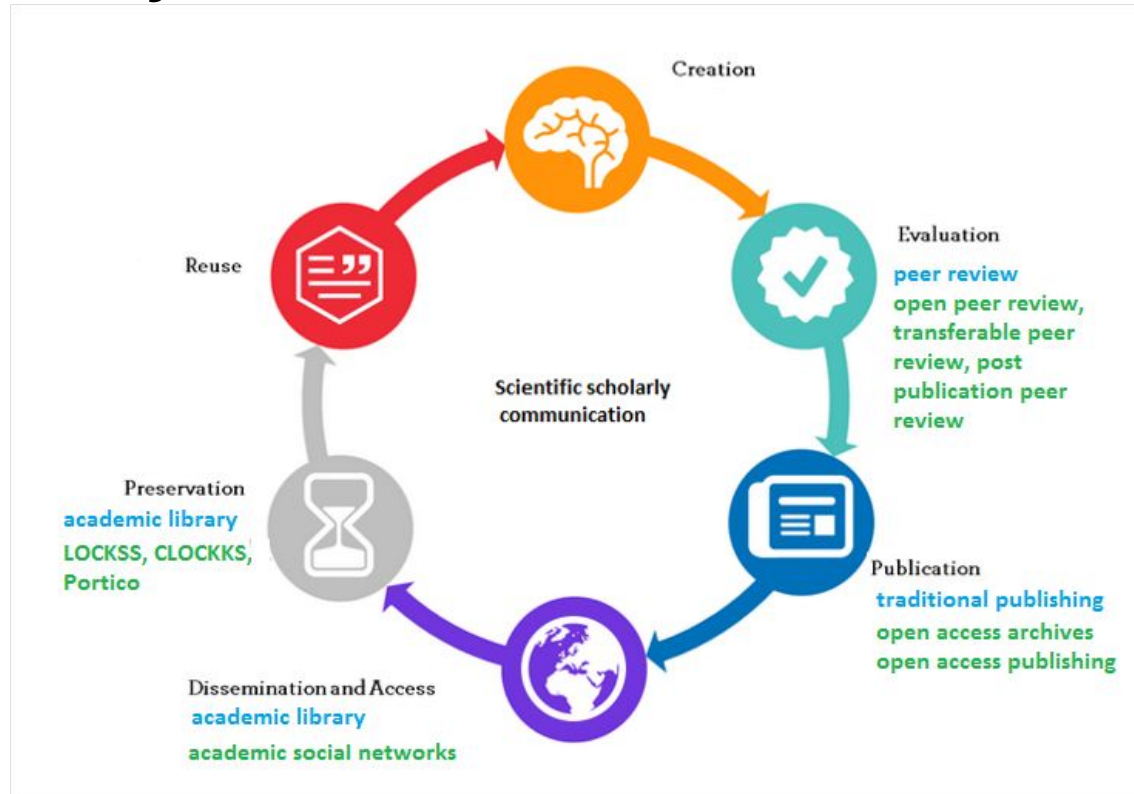 Creation
Evaluation
peer review
open peer review,
transferable peer
review, post
publication peer
review
Publication
traditional publishing
open access archives
open access publishing
Dissemination and Access
academic library
academic social networks
Preservation
academic library
LOCKSS, CLOCKKS,
Portico
Reuse
Scientific scholarly
communication